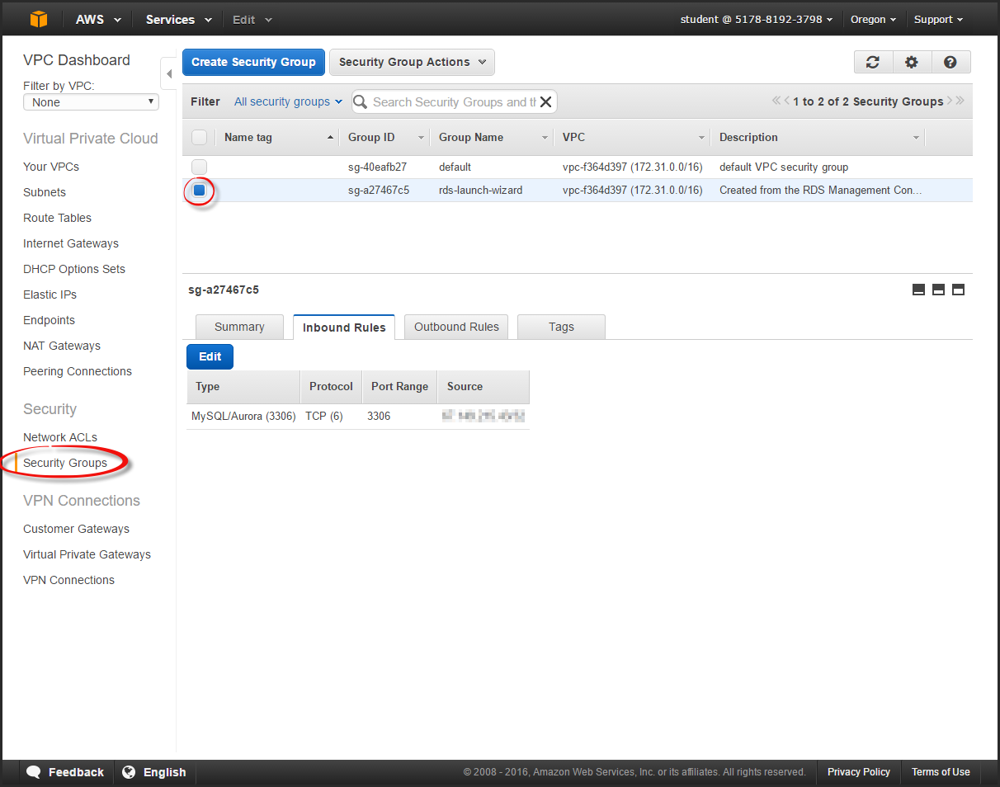 AWS Services Edit student @ 5178-8192-3798 Oregon Support
VPC Dashboard
Filter by VPC:
None
Virtual Private Cloud
Your VPCs
Subnets
Route Tables
Internet Gateways
DHCP Options Sets
Elastic IPs
Endpoints
NAT Gateways
Peering Connections
Security
Network ACLs
Security Groups
VPN Connections
Customer Gateways
Virtual Private Gateways
VPN Connections
Create Security Group Security Group Actions
Filter All security groups Search Security Groups and th 1 to 2 of 2 Security Groups
Name tag Group ID Group Name VPC Description
sg-40eafb27 default vpc-f364d397 (172.31.0.0/16) default VPC security group
sg-a27467c5 rds-launch-wizard vpc-f364d397 (172.31.0.0/16) Created from the RDS Management Con...
sg-a27467c5
Summary Inbound Rules Outbound Rules Tags
Edit
Type Protocol Port Range Source
MySQL/Aurora (3306) TCP (6) 3306
Feedback English © 2008 - 2016, Amazon Web Services, Inc. or its affiliates. All rights reserved. Privacy Policy Terms of Use